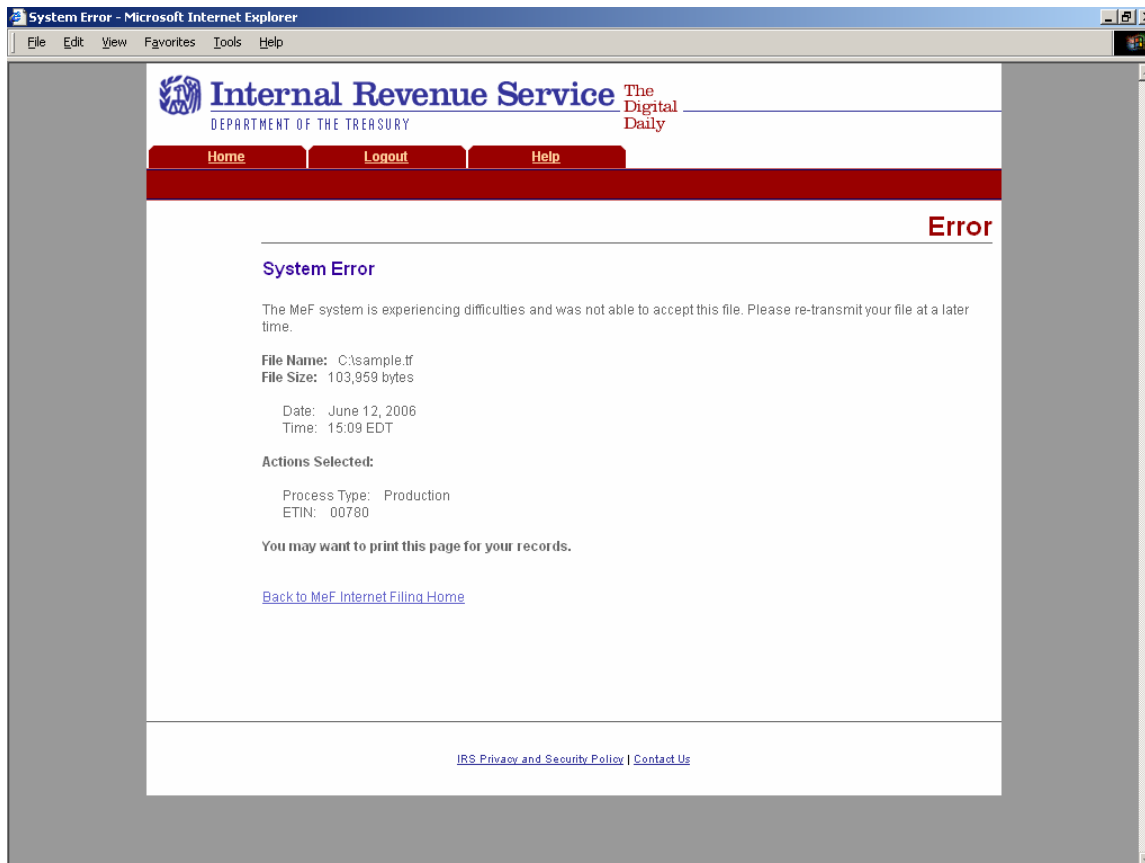 System Error - Microsoft Internet Explorer
File Edit View Favorites Tools Help
Internal Revenue Service
The
Digital
Daily
DEPARTMENT OF THE TREASURY
Home Logout Help
Error
System Error
The MeF system is experiencing difficulties and was not able to accept this file. Please re-transmit your file at a later
time.
File Name: C:\sample.tf
File Size: 103,959 bytes
Date: June 12, 2006
Time: 15:09 EDT
Actions Selected:
Process Type: Production
ETIN: 00780
You may want to print this page for your records.
Back to MeF Internet Filing Home
IRS Privacy and Security Policy | Contact Us